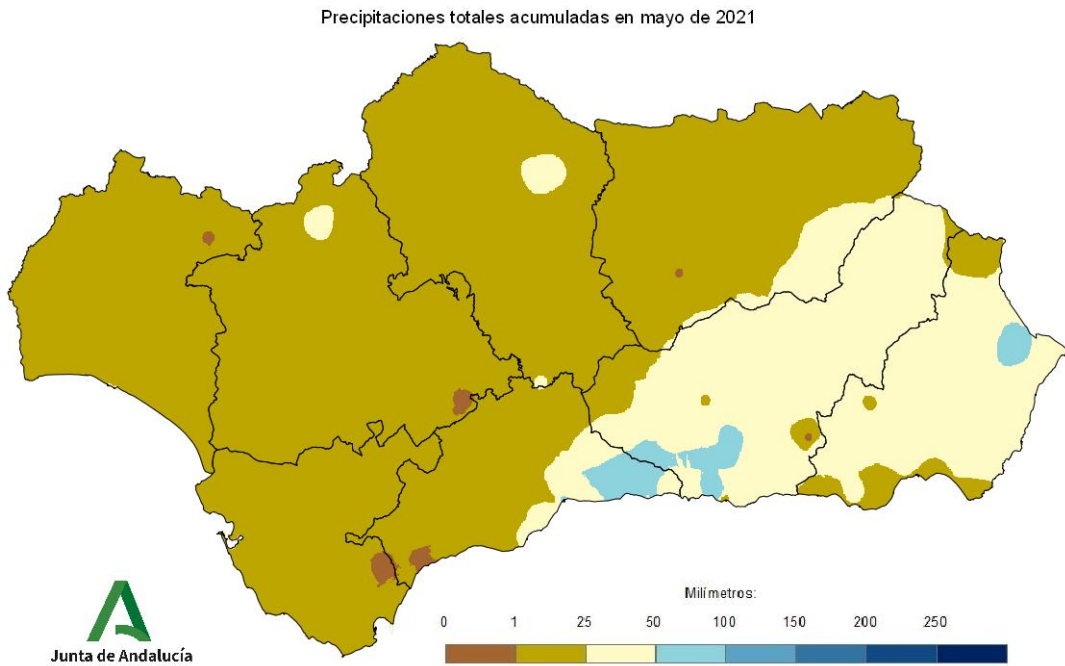 Precipitaciones totales acumuladas en mayo de 2021
Milímetros:
0 1 25 50 100 150 200 250
Junta de Andalucía